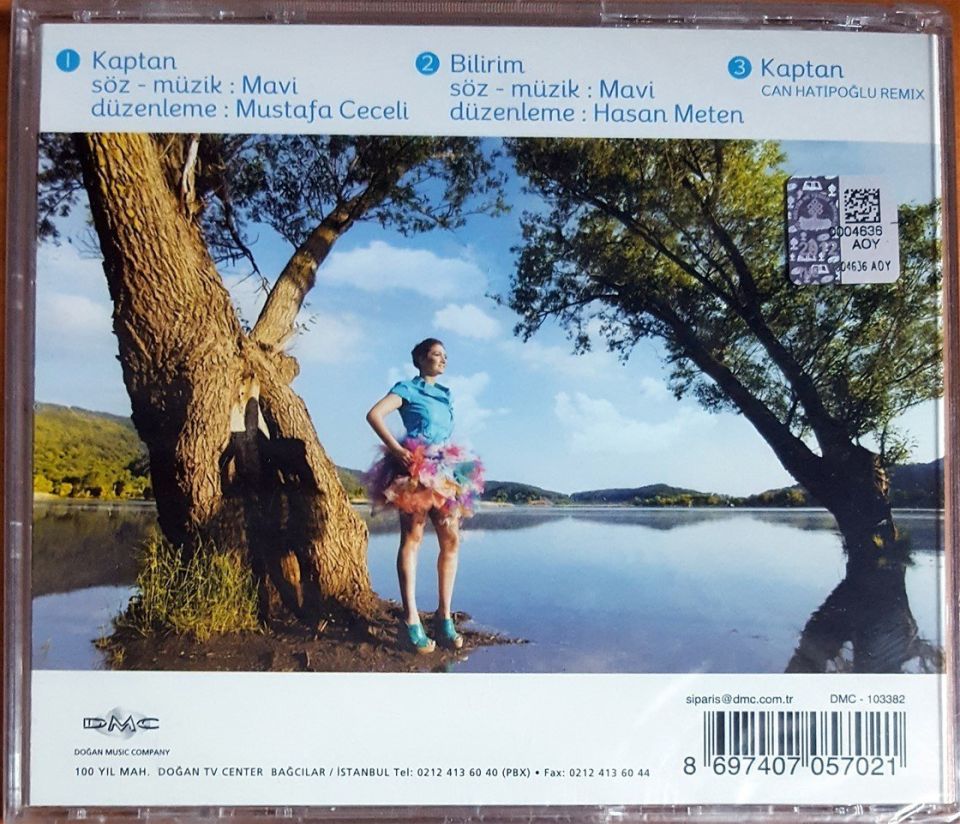 1 Kaptan
söz - müzik : Mavi
düzenleme : Mustafa Ceceli
2 Bilirim
söz - müzik : Mavi
düzenleme : Hasan Meten
3 Kaptan
CAN HATIPOĞLU REMIX
0004636
AOY
04636 AOY
siparis@dmc.com.tr DMC - 103382
DMC
DOĞAN MUSIC COMPANY
100 YIL MAH. DOĞAN TV CENTER BAĞCILAR / İSTANBUL Tel: 0212 413 60 40 (PBX) • Fax: 0212 413 60 44
8 697407 057021